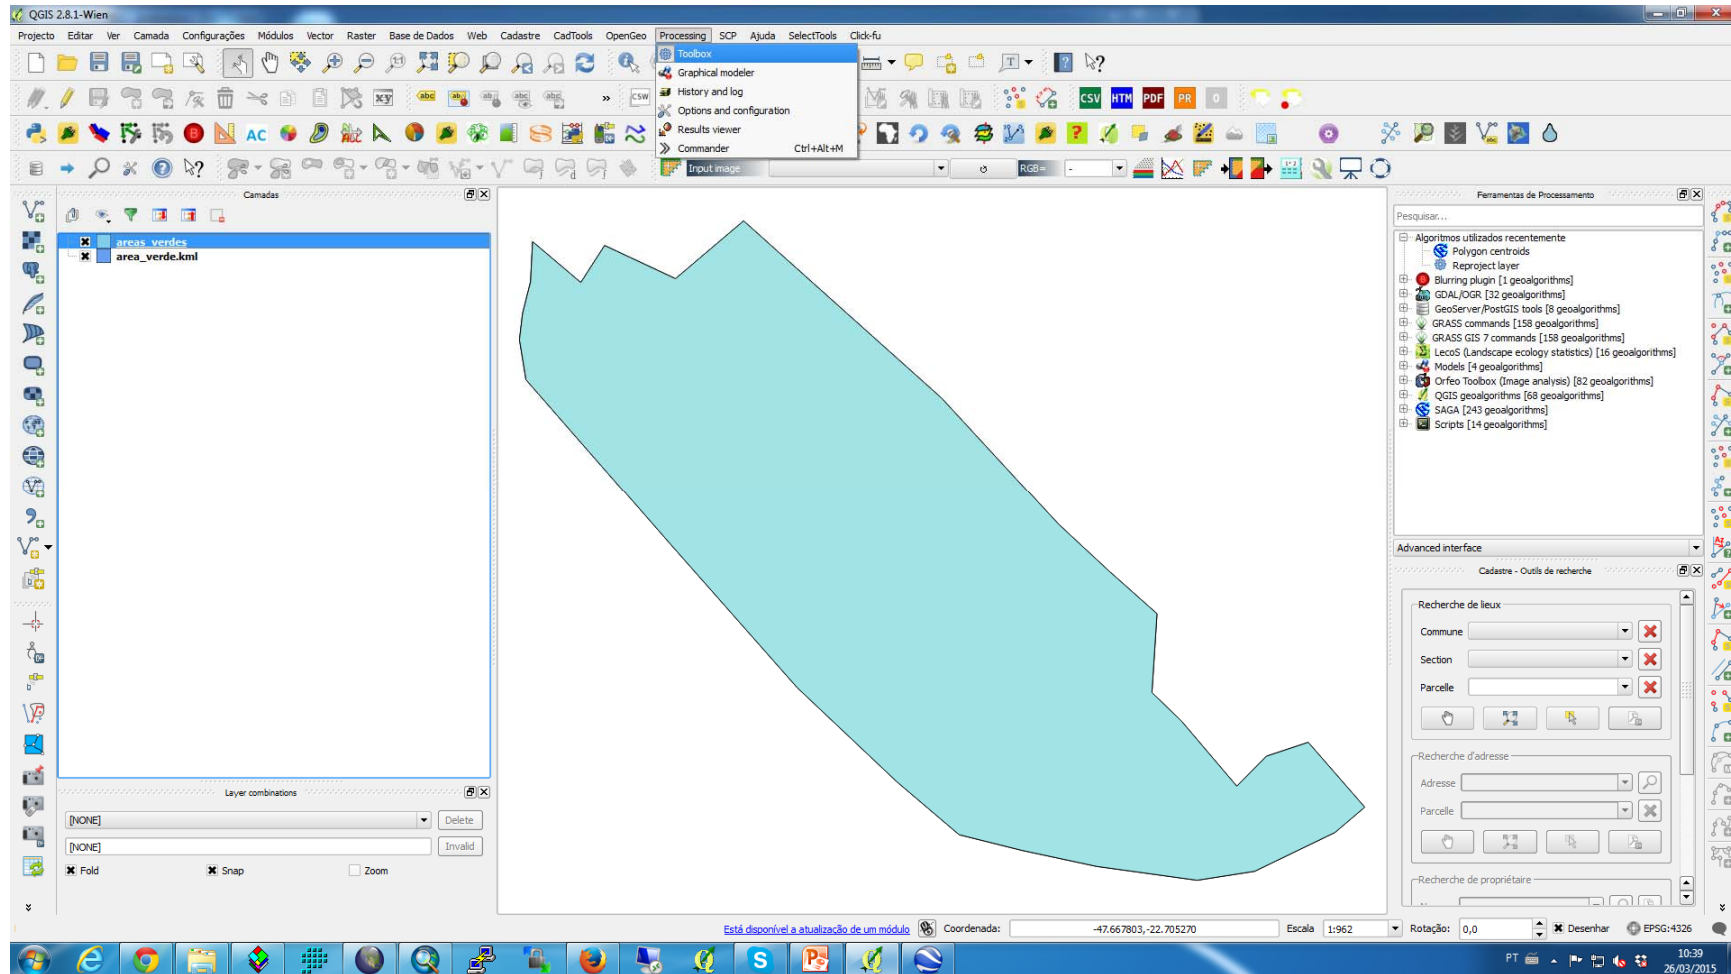 QGIS 2.8.1-Wien
Projecto Editar Ver Camada Configurações Módulos Vector Raster Base de Dados Web Cadastre CadTools OpenGeo Processing SCP Ajuda SelectTools Click-fu
Toolbox
Graphical modeler
History and log
Options and configuration
Results viewer
Commander Ctrl+Alt+M
CSW
CSV HTM PDF PR O
AC
Input image RGB= -
Camadas
areas_verdes
area_verde.kml
Layer combinations
[NONE] Delete
[NONE] Invalid
Fold Snap Zoom
Ferramentas de Processamento
Pesquisar...
Algoritmos utilizados recentemente
Polygon centroids
Reproject layer
Blurring plugin [1 geoalgorithms]
GDAL/OGR [32 geoalgorithms]
GeoServer/PostGIS tools [8 geoalgorithms]
GRASS commands [158 geoalgorithms]
GRASS GIS 7 commands [158 geoalgorithms]
LecoS (Landscape ecology statistics) [16 geoalgorithms]
Models [4 geoalgorithms]
Orfeo Toolbox (Image analysis) [82 geoalgorithms]
QGIS geoalgorithms [68 geoalgorithms]
SAGA [243 geoalgorithms]
Scripts [14 geoalgorithms]
Advanced interface
Cadastre - Outils de recherche
Recherche de lieux
Commune
Section
Parcelle
Recherche d'adresse
Adresse
Parcelle
Recherche de propriétaire
Está disponível a atualização de um módulo Coordenada: -47.667803,-22.705270 Escala 1:962 Rotação: 0,0 Desenhar EPSG:4326
PT 10:39
26/03/2015